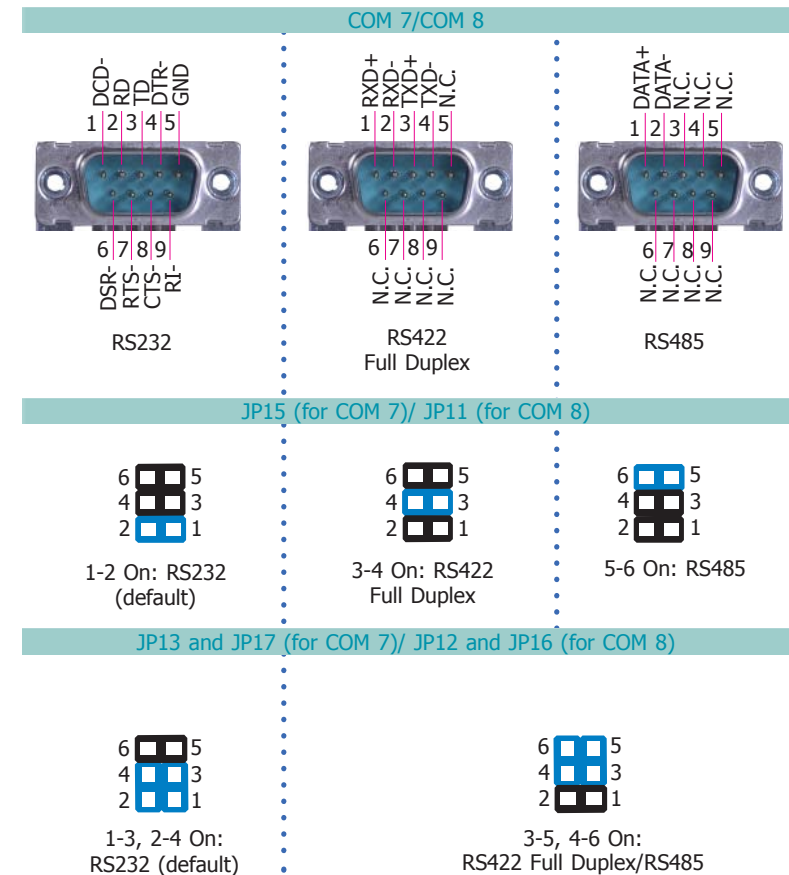 COM 7/COM 8
DCD- RD TD DTR- GND
1 2 3 4 5
6 7 8 9
DSR- RTS- CTS- RI-
RS232
RXD+ RXD- TXD+ TXD- N.C.
1 2 3 4 5
6 7 8 9
N.C. N.C. N.C. N.C.
RS422
Full Duplex
DATA+ DATA- N.C. N.C. N.C.
1 2 3 4 5
6 7 8 9
N.C. N.C. N.C. N.C.
RS485
JP15 (for COM 7)/ JP11 (for COM 8)
6 5
4 3
2 1
1-2 On: RS232
(default)
6 5
4 3
2 1
3-4 On: RS422
Full Duplex
6 5
4 3
2 1
5-6 On: RS485
JP13 and JP17 (for COM 7)/ JP12 and JP16 (for COM 8)
6 5
4 3
2 1
1-3, 2-4 On:
RS232 (default)
6 5
4 3
2 1
3-5, 4-6 On:
RS422 Full Duplex/RS485